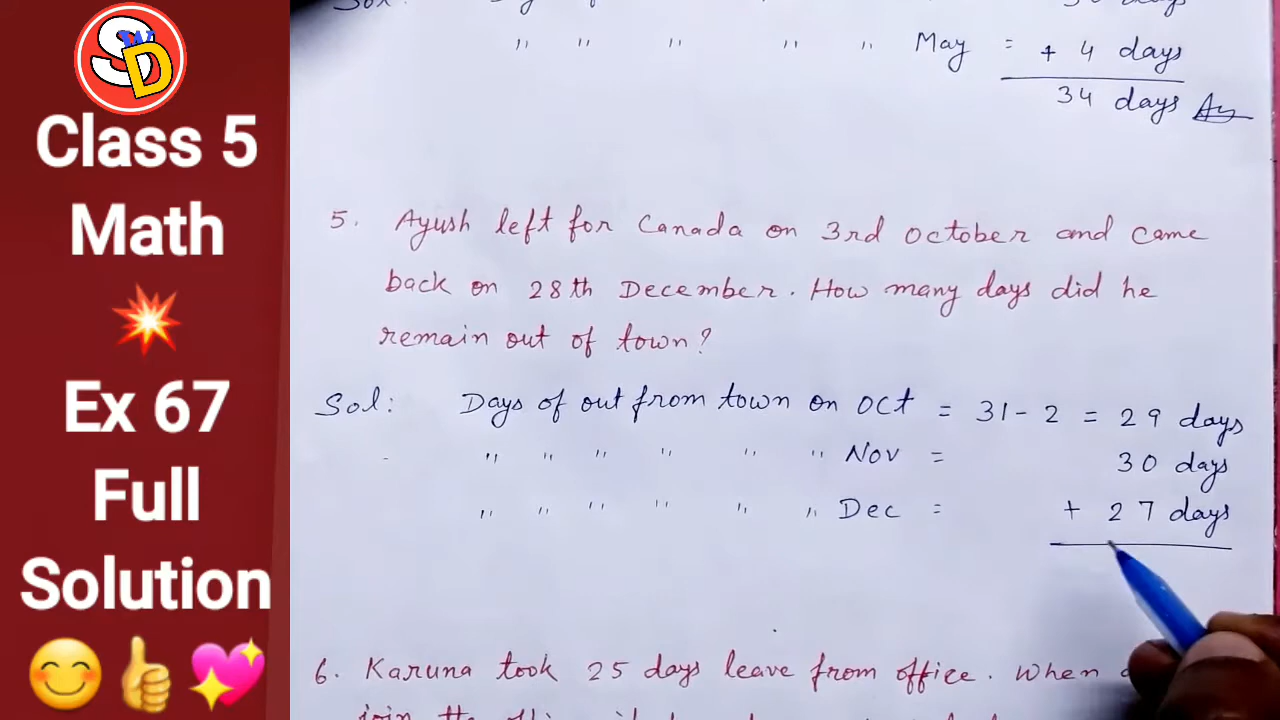 SwD
Class 5
Math
Ex 67
Full
Solution
" " " " " May = + 4 days
34 days Ans
5. Ayush left for Canada on 3rd October and came
back on 28th December. How many days did he
remain out of town?
Sol: Days of out from town on Oct = 31 - 2 = 29 days
" " " " " " Nov = 30 days
" " " " " " Dec = + 27 days
6. Karuna took 25 days leave from office. When